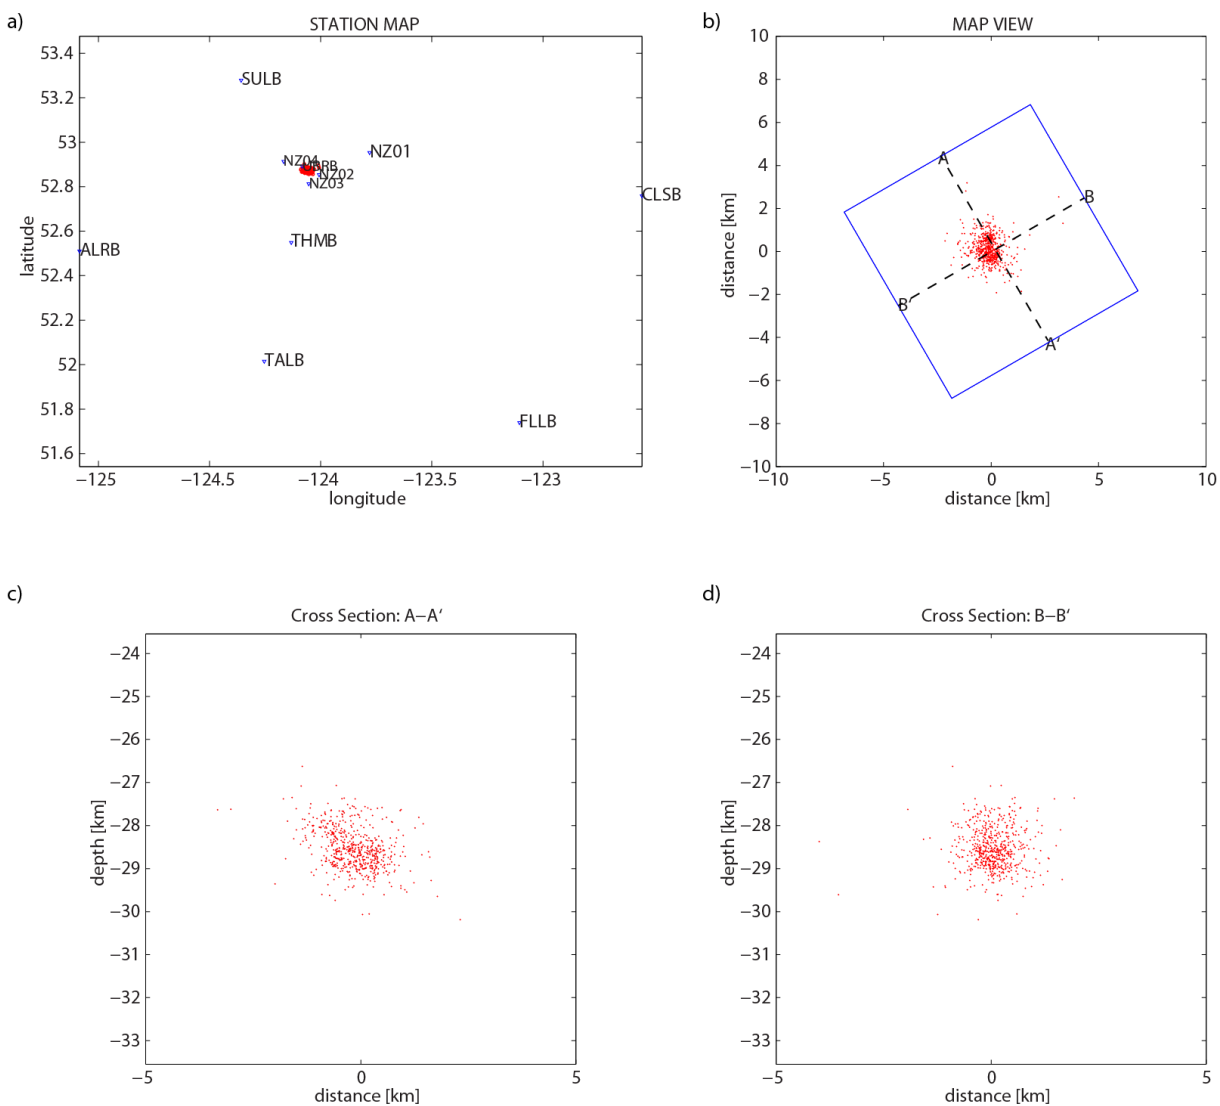 a)
STATION MAP
53.4
53.2
53
52.8
52.6
52.4
52.2
52
51.8
51.6
latitude
−125
−124.5
−124
−123.5
−123
longitude
SULB
NZ01
NZ04
UBRB
NZ02
NZ03
CLSB
THMB
ALRB
TALB
FLLB
b)
MAP VIEW
10
8
6
4
2
0
−2
−4
−6
−8
−10
distance [km]
−10
−5
0
5
10
distance [km]
A
B
B‘
A‘
c)
Cross Section: A−A‘
−24
−25
−26
−27
−28
−29
−30
−31
−32
−33
depth [km]
−5
0
5
distance [km]
d)
Cross Section: B−B‘
−24
−25
−26
−27
−28
−29
−30
−31
−32
−33
depth [km]
−5
0
5
distance [km]